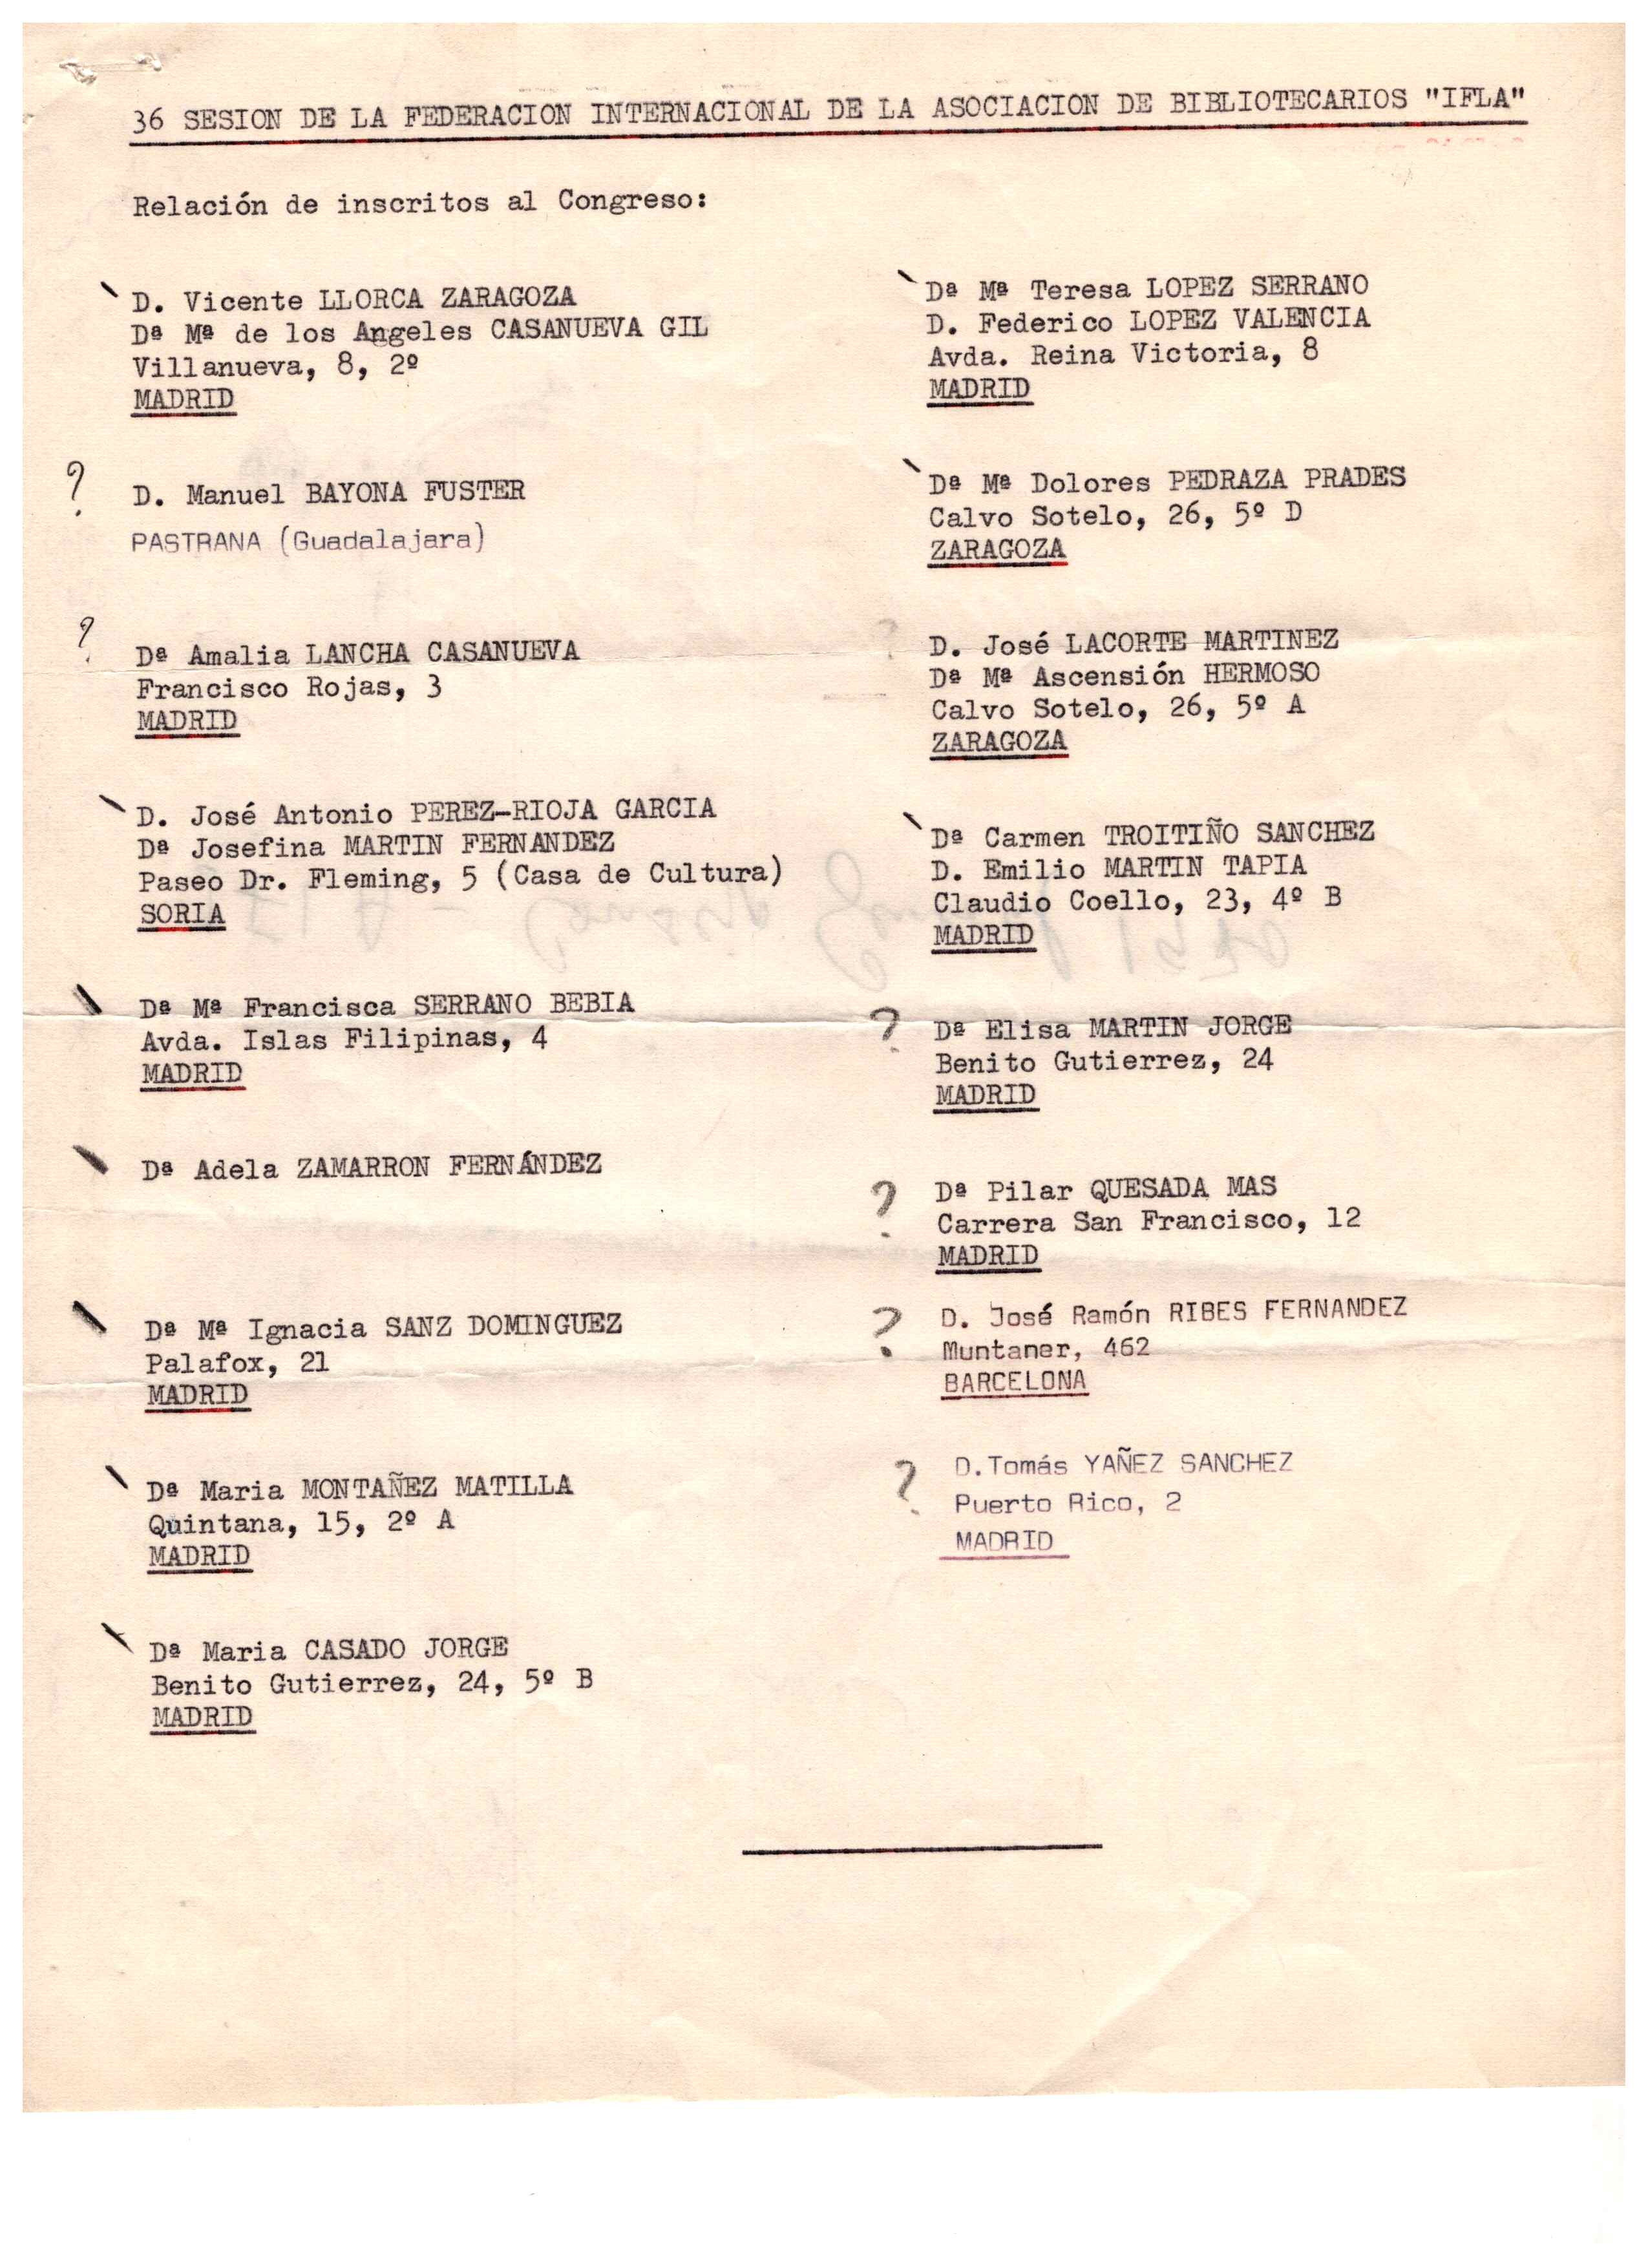 36 SESION DE LA FEDERACION INTERNACIONAL DE LA ASOCIACION DE BIBLIOTECARIOS "IFLA"
Relación de inscritos al Congreso:
D. Vicente LLORCA ZARAGOZA
Dª Mª de los Angeles CASANUEVA GIL
Villanueva, 8, 2º
MADRID
? D. Manuel BAYONA FUSTER
PASTRANA (Guadalajara)
? Dª Amalia LANCHA CASANUEVA
Francisco Rojas, 3
MADRID
D. José Antonio PEREZ-RIOJA GARCIA
Dª Josefina MARTIN FERNANDEZ
Paseo Dr. Fleming, 5 (Casa de Cultura)
SORIA
Dª Mª Francisca SERRANO BEBIA
Avda. Islas Filipinas, 4
MADRID
Dª Adela ZAMARRON FERNÁNDEZ
Dª Mª Ignacia SANZ DOMINGUEZ
Palafox, 21
MADRID
Dª Maria MONTAÑEZ MATILLA
Quintana, 15, 2º A
MADRID
Dª Maria CASADO JORGE
Benito Gutierrez, 24, 5º B
MADRID
Dª Mª Teresa LOPEZ SERRANO
D. Federico LOPEZ VALENCIA
Avda. Reina Victoria, 8
MADRID
Dª Mª Dolores PEDRAZA PRADES
Calvo Sotelo, 26, 5º D
ZARAGOZA
? D. José LACORTE MARTINEZ
Dª Mª Ascensión HERMOSO
Calvo Sotelo, 26, 5º A
ZARAGOZA
Dª Carmen TROITIÑO SANCHEZ
D. Emilio MARTIN TAPIA
Claudio Coello, 23, 4º B
MADRID
? Dª Elisa MARTIN JORGE
Benito Gutierrez, 24
MADRID
? Dª Pilar QUESADA MAS
Carrera San Francisco, 12
MADRID
? D. José Ramón RIBES FERNANDEZ
Muntaner, 462
BARCELONA
? D.Tomás YAÑEZ SANCHEZ
Puerto Rico, 2
MADRID